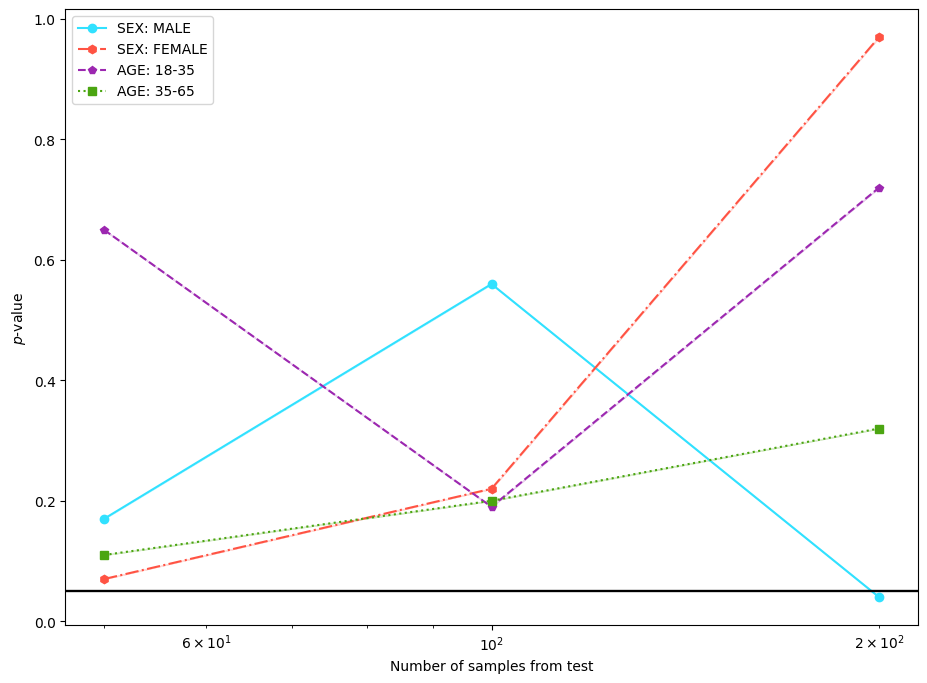 SEX: MALE
SEX: FEMALE
AGE: 18-35
AGE: 35-65
1.0
0.8
0.6
0.4
0.2
0.0
p-value
6 × 10¹
10²
2 × 10²
Number of samples from test